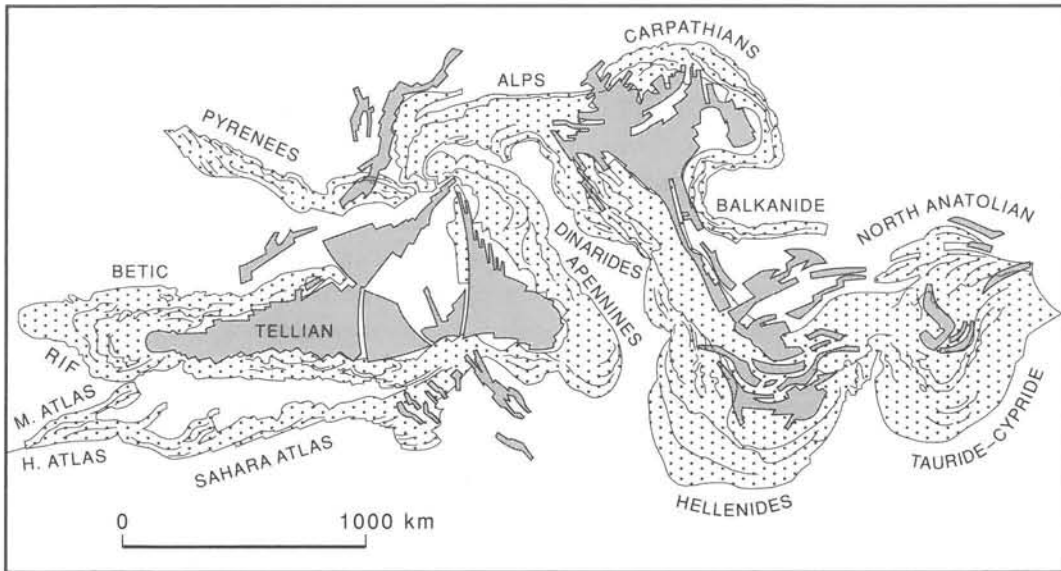 CARPATHIANS
ALPS
PYRENEES
BALKANIDE
NORTH ANATOLIAN
DINARIDES
APENNINES
BETIC
TELLIAN
RIF
M. ATLAS
H. ATLAS
SAHARA ATLAS
TAURIDE-CYPRIDE
HELLENIDES
0 1000 km